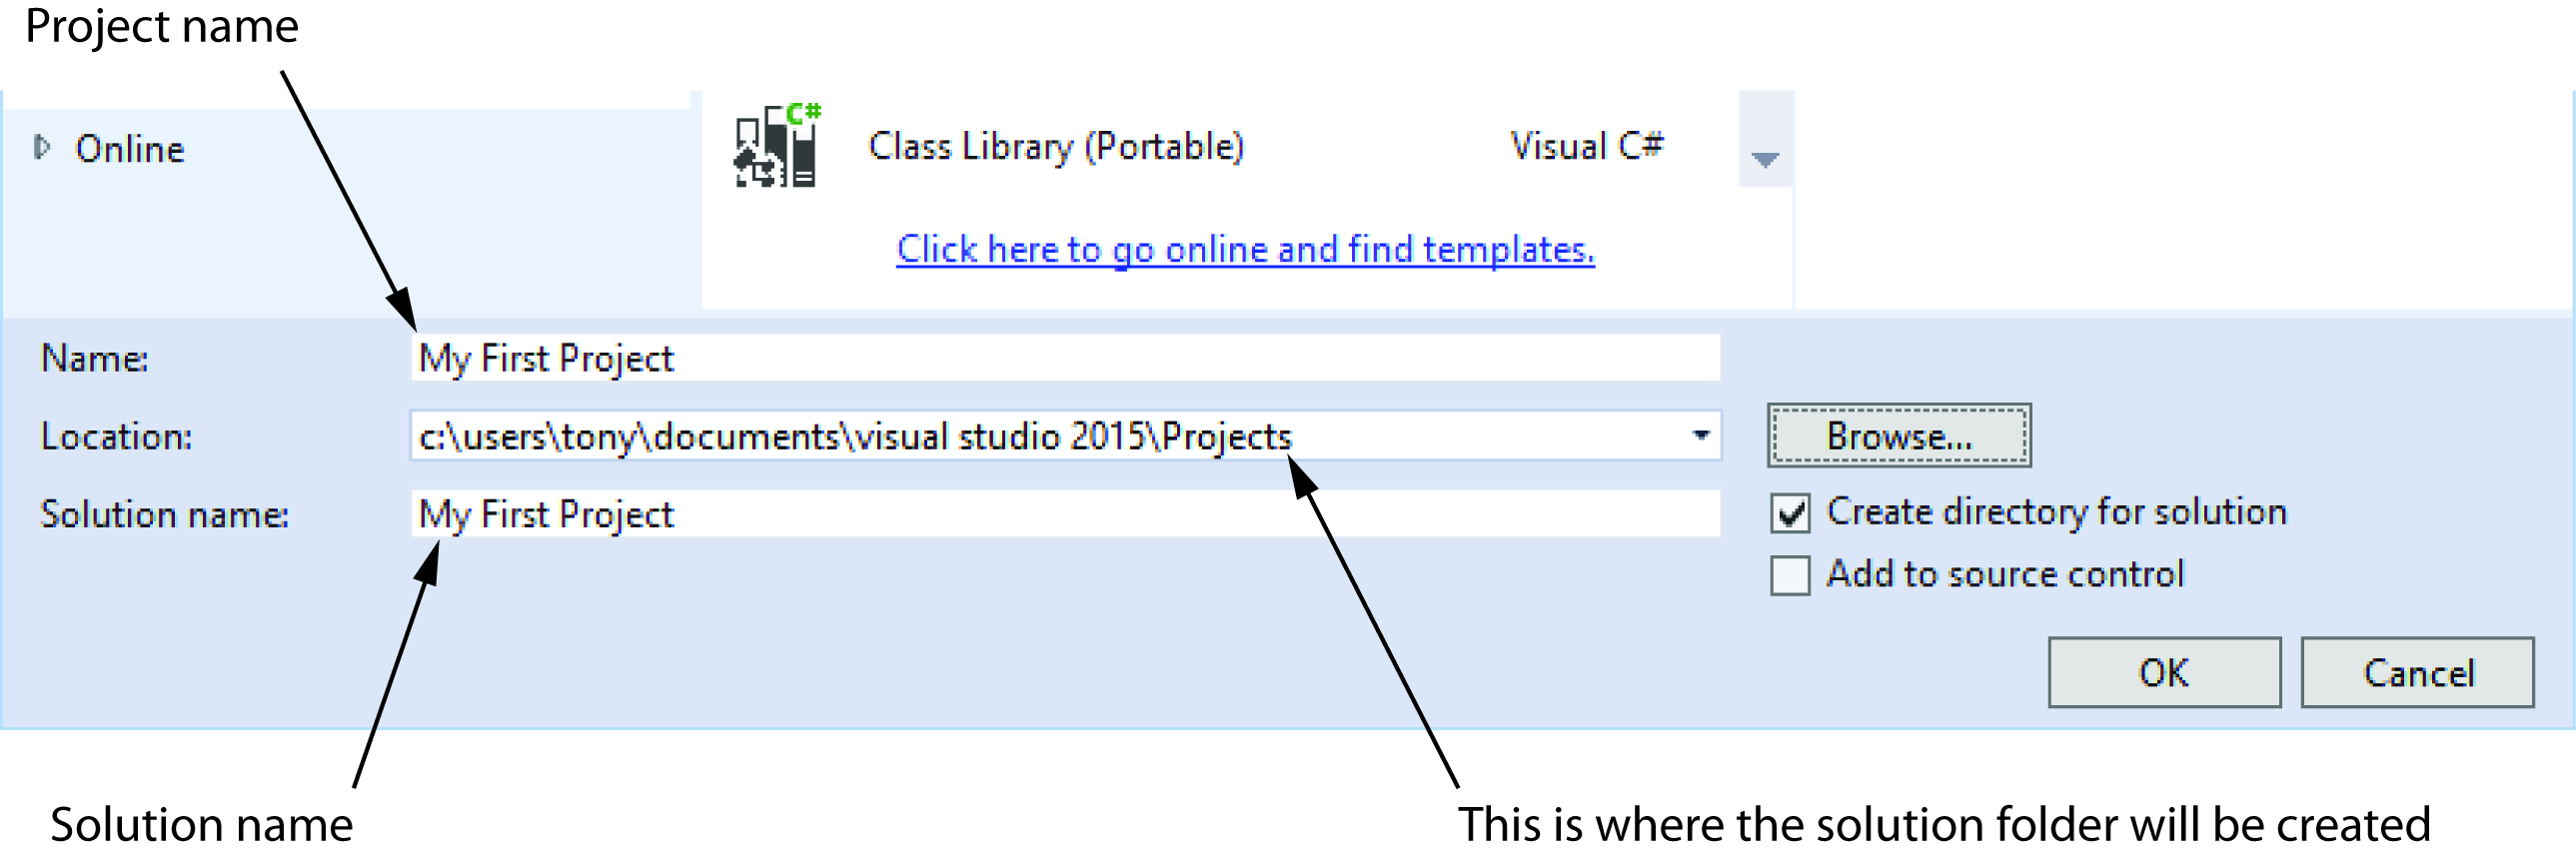 Project name
Online
C#
Class Library (Portable)
Visual C#
Click here to go online and find templates.
Name:
My First Project
Location:
c:\users\tony\documents\visual studio 2015\Projects
Browse...
Solution name:
My First Project
Create directory for solution
Add to source control
OK
Cancel
Solution name
This is where the solution folder will be created